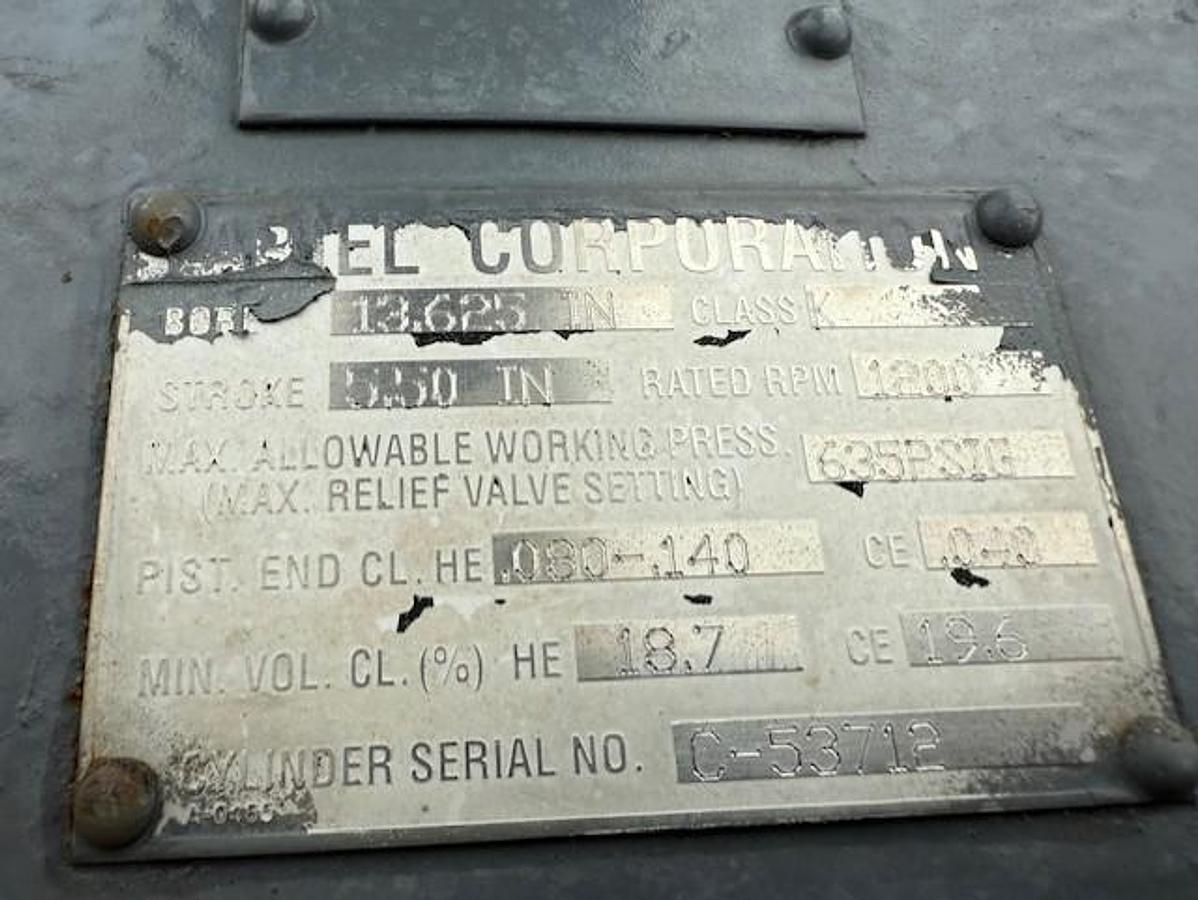 CORPORATION
BORE 13.625 IN CLASS K
STROKE 5.50 IN RATED RPM 1200
MAX. ALLOWABLE WORKING PRESS. 635PSIG
(MAX. RELIEF VALVE SETTING)
PIST. END CL. HE .080-.140 CE
MIN. VOL. CL. (%) HE 18.7 CE 19.6
CYLINDER SERIAL NO. C-53712